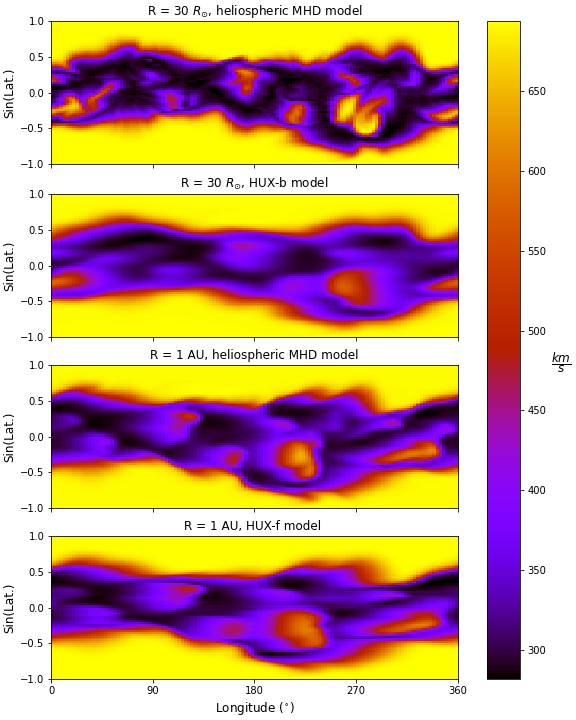 R = 30 R⊙, heliospheric MHD model
1.0
0.5
0.0
−0.5
−1.0
Sin(Lat.)
R = 30 R⊙, HUX-b model
1.0
0.5
0.0
−0.5
−1.0
Sin(Lat.)
R = 1 AU, heliospheric MHD model
1.0
0.5
0.0
−0.5
−1.0
Sin(Lat.)
R = 1 AU, HUX-f model
1.0
0.5
0.0
−0.5
−1.0
Sin(Lat.)
0 90 180 270 360
Longitude (°)
650
600
550
500
450
400
350
300
km
s